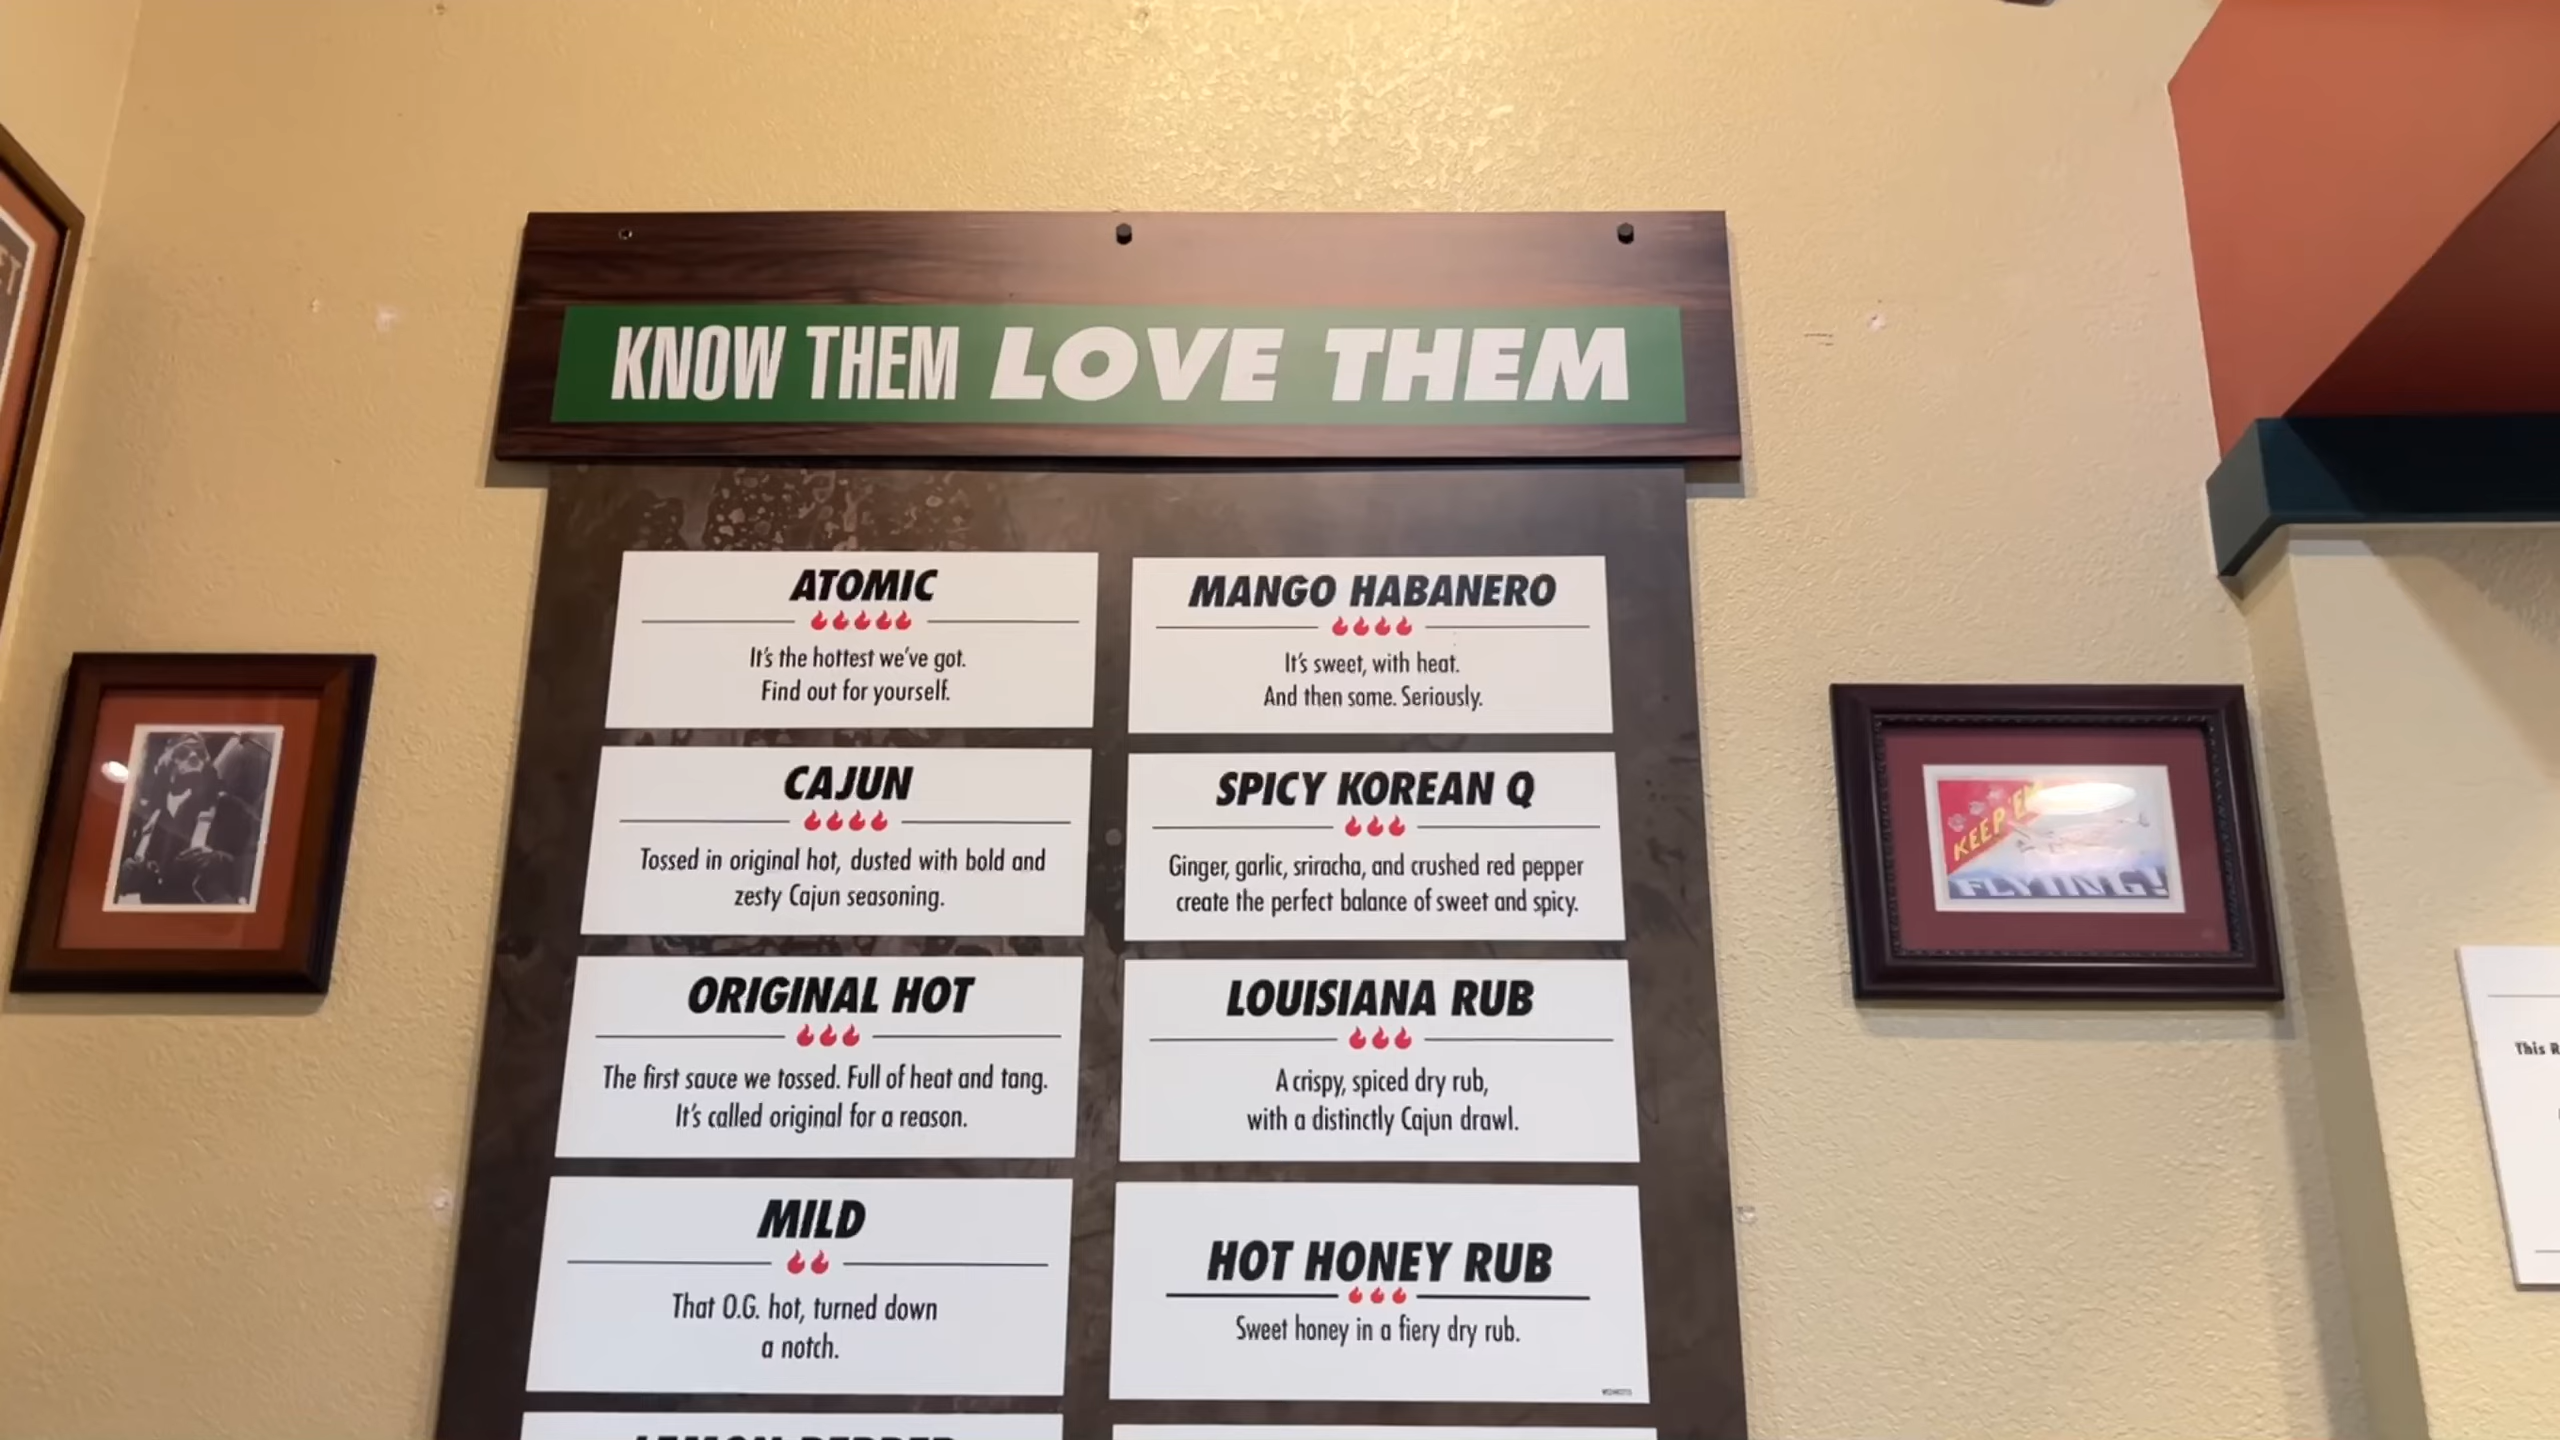 KNOW THEM LOVE THEM
ATOMIC
It's the hottest we've got.
Find out for yourself.
MANGO HABANERO
It's sweet, with heat.
And then some. Seriously.
CAJUN
Tossed in original hot, dusted with bold and
zesty Cajun seasoning.
SPICY KOREAN Q
Ginger, garlic, sriracha, and crushed red pepper
create the perfect balance of sweet and spicy.
ORIGINAL HOT
The first sauce we tossed. Full of heat and tang.
It's called original for a reason.
LOUISIANA RUB
A crispy, spiced dry rub,
with a distinctly Cajun drawl.
MILD
That O.G. hot, turned down
a notch.
HOT HONEY RUB
Sweet honey in a fiery dry rub.
LEMON PEPPER
KEEP 'EM
FLYING!
This R